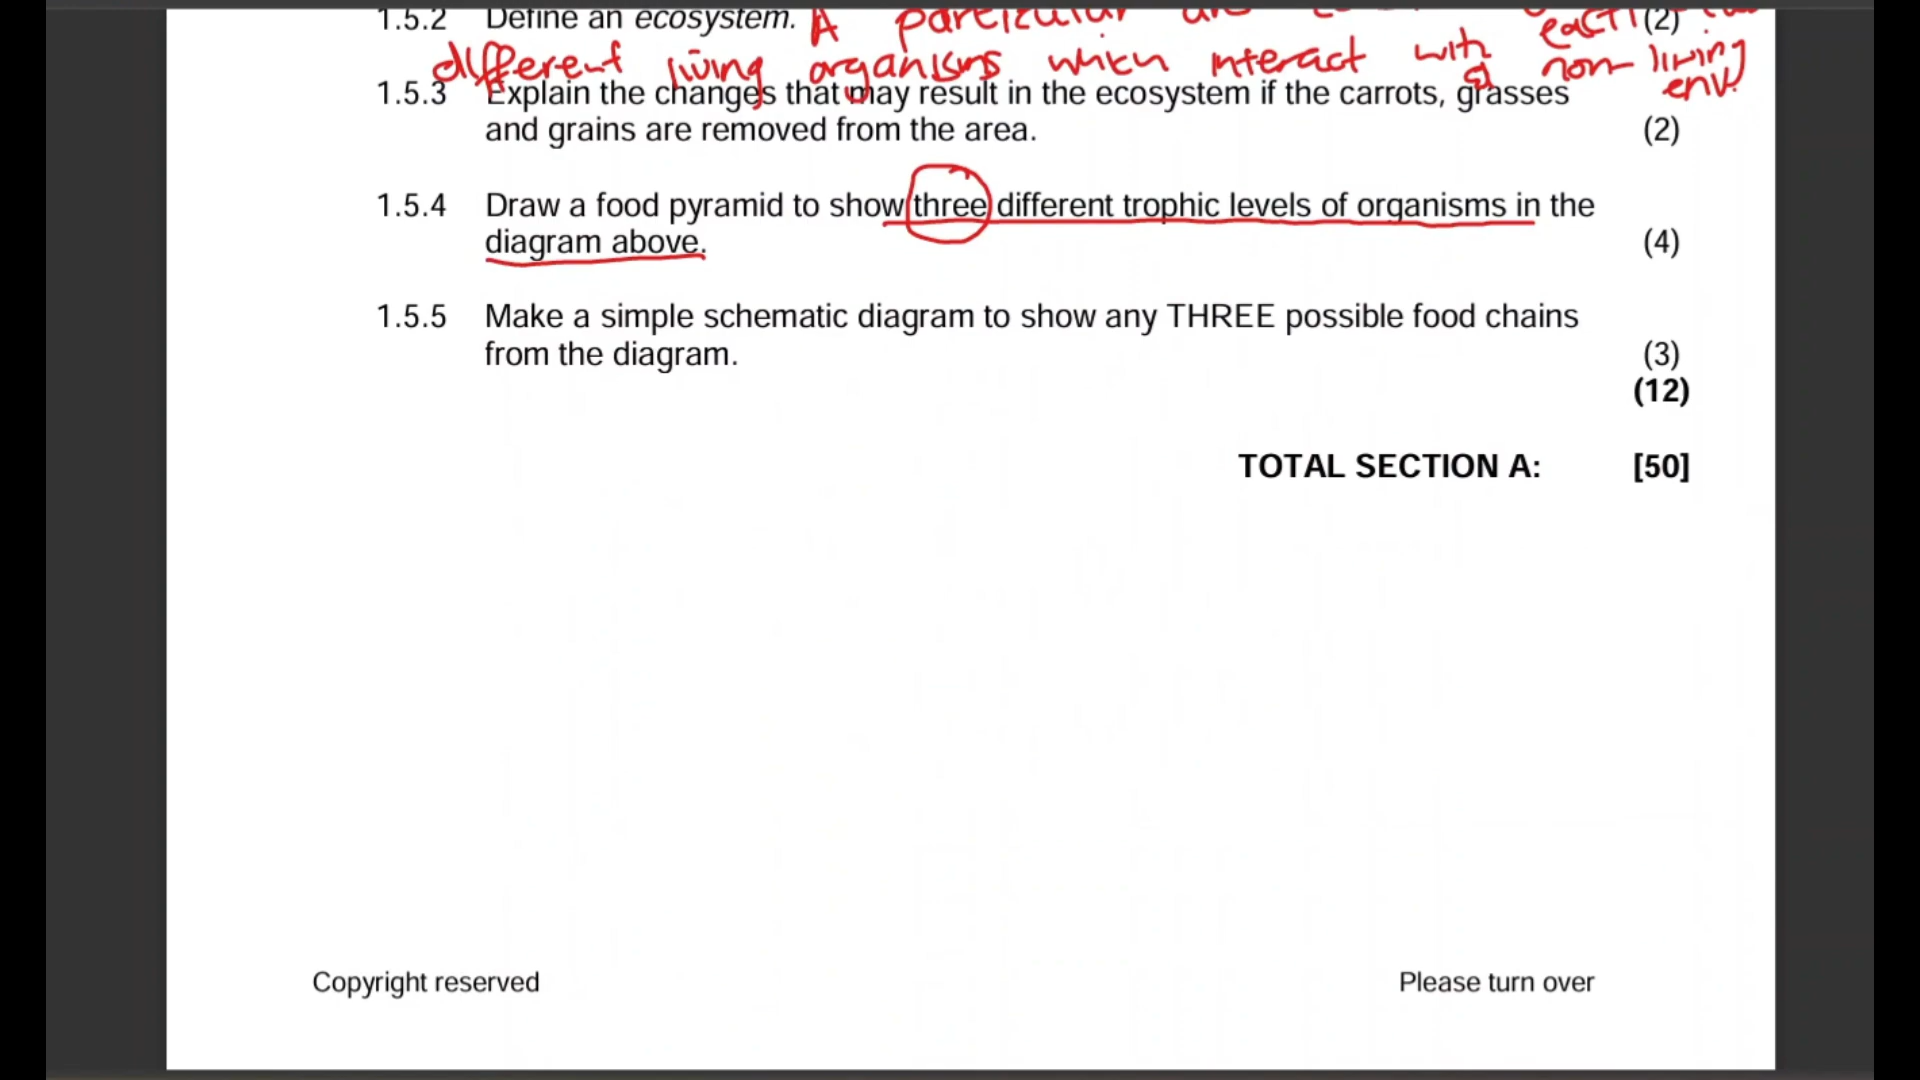 1.5.2 Define an ecosystem. A particular (2)
different living organisms which interact with each
& non-living env.
1.5.3 Explain the changes that may result in the ecosystem if the carrots, grasses
and grains are removed from the area. (2)
1.5.4 Draw a food pyramid to show three different trophic levels of organisms in the
diagram above. (4)
1.5.5 Make a simple schematic diagram to show any THREE possible food chains
from the diagram. (3)
(12)
TOTAL SECTION A: [50]
Copyright reserved Please turn over